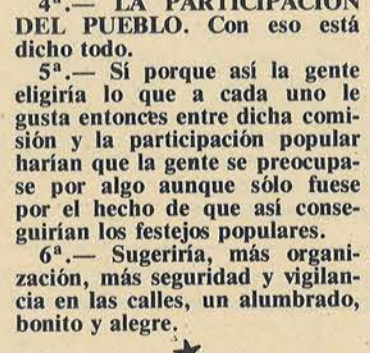 4ª.— LA PARTICIPACION
DEL PUEBLO. Con eso está
dicho todo.
5ª.— Sí porque así la gente
eligiría lo que a cada uno le
gusta entonces entre dicha comi-
sión y la participación popular
harían que la gente se preocupa-
se por algo aunque sólo fuese
por el hecho de que así conse-
guirían los festejos populares.
6ª.— Sugeriría, más organi-
zación, más seguridad y vigilan-
cia en las calles, un alumbrado,
bonito y alegre.